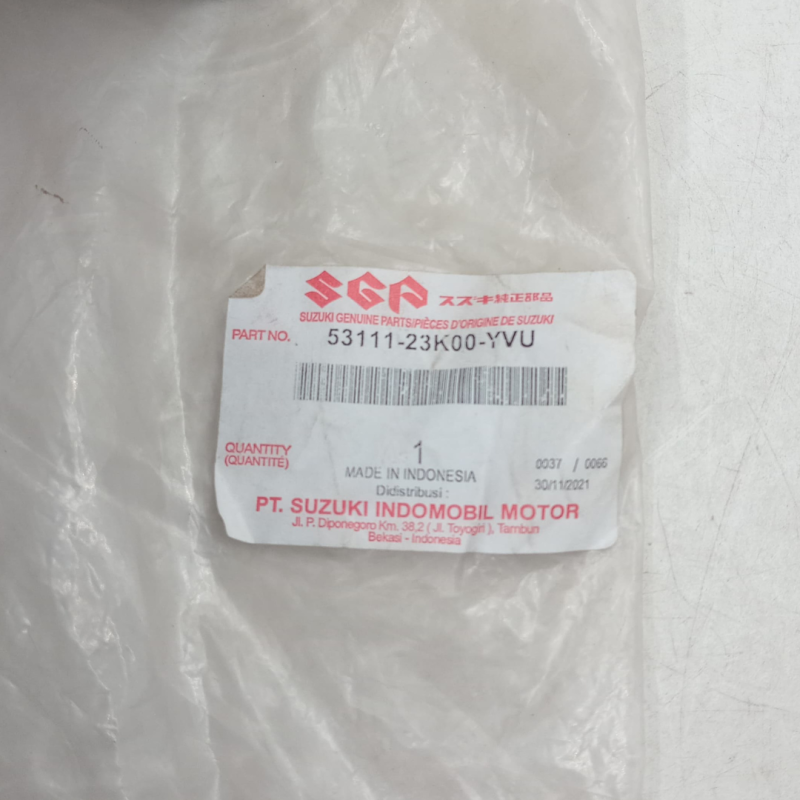 SGP スズキ純正部品
SUZUKI GENUINE PARTS/PIÈCES D'ORIGINE DE SUZUKI
PART NO. 53111-23K00-YVU
QUANTITY 1
(QUANTITÉ)
MADE IN INDONESIA 0037 / 0066
Didistribusi : 30/11/2021
PT. SUZUKI INDOMOBIL MOTOR
Jl. P. Diponegoro Km. 38,2 ( Jl. Toyogiri ), Tambun
Bekasi - Indonesia